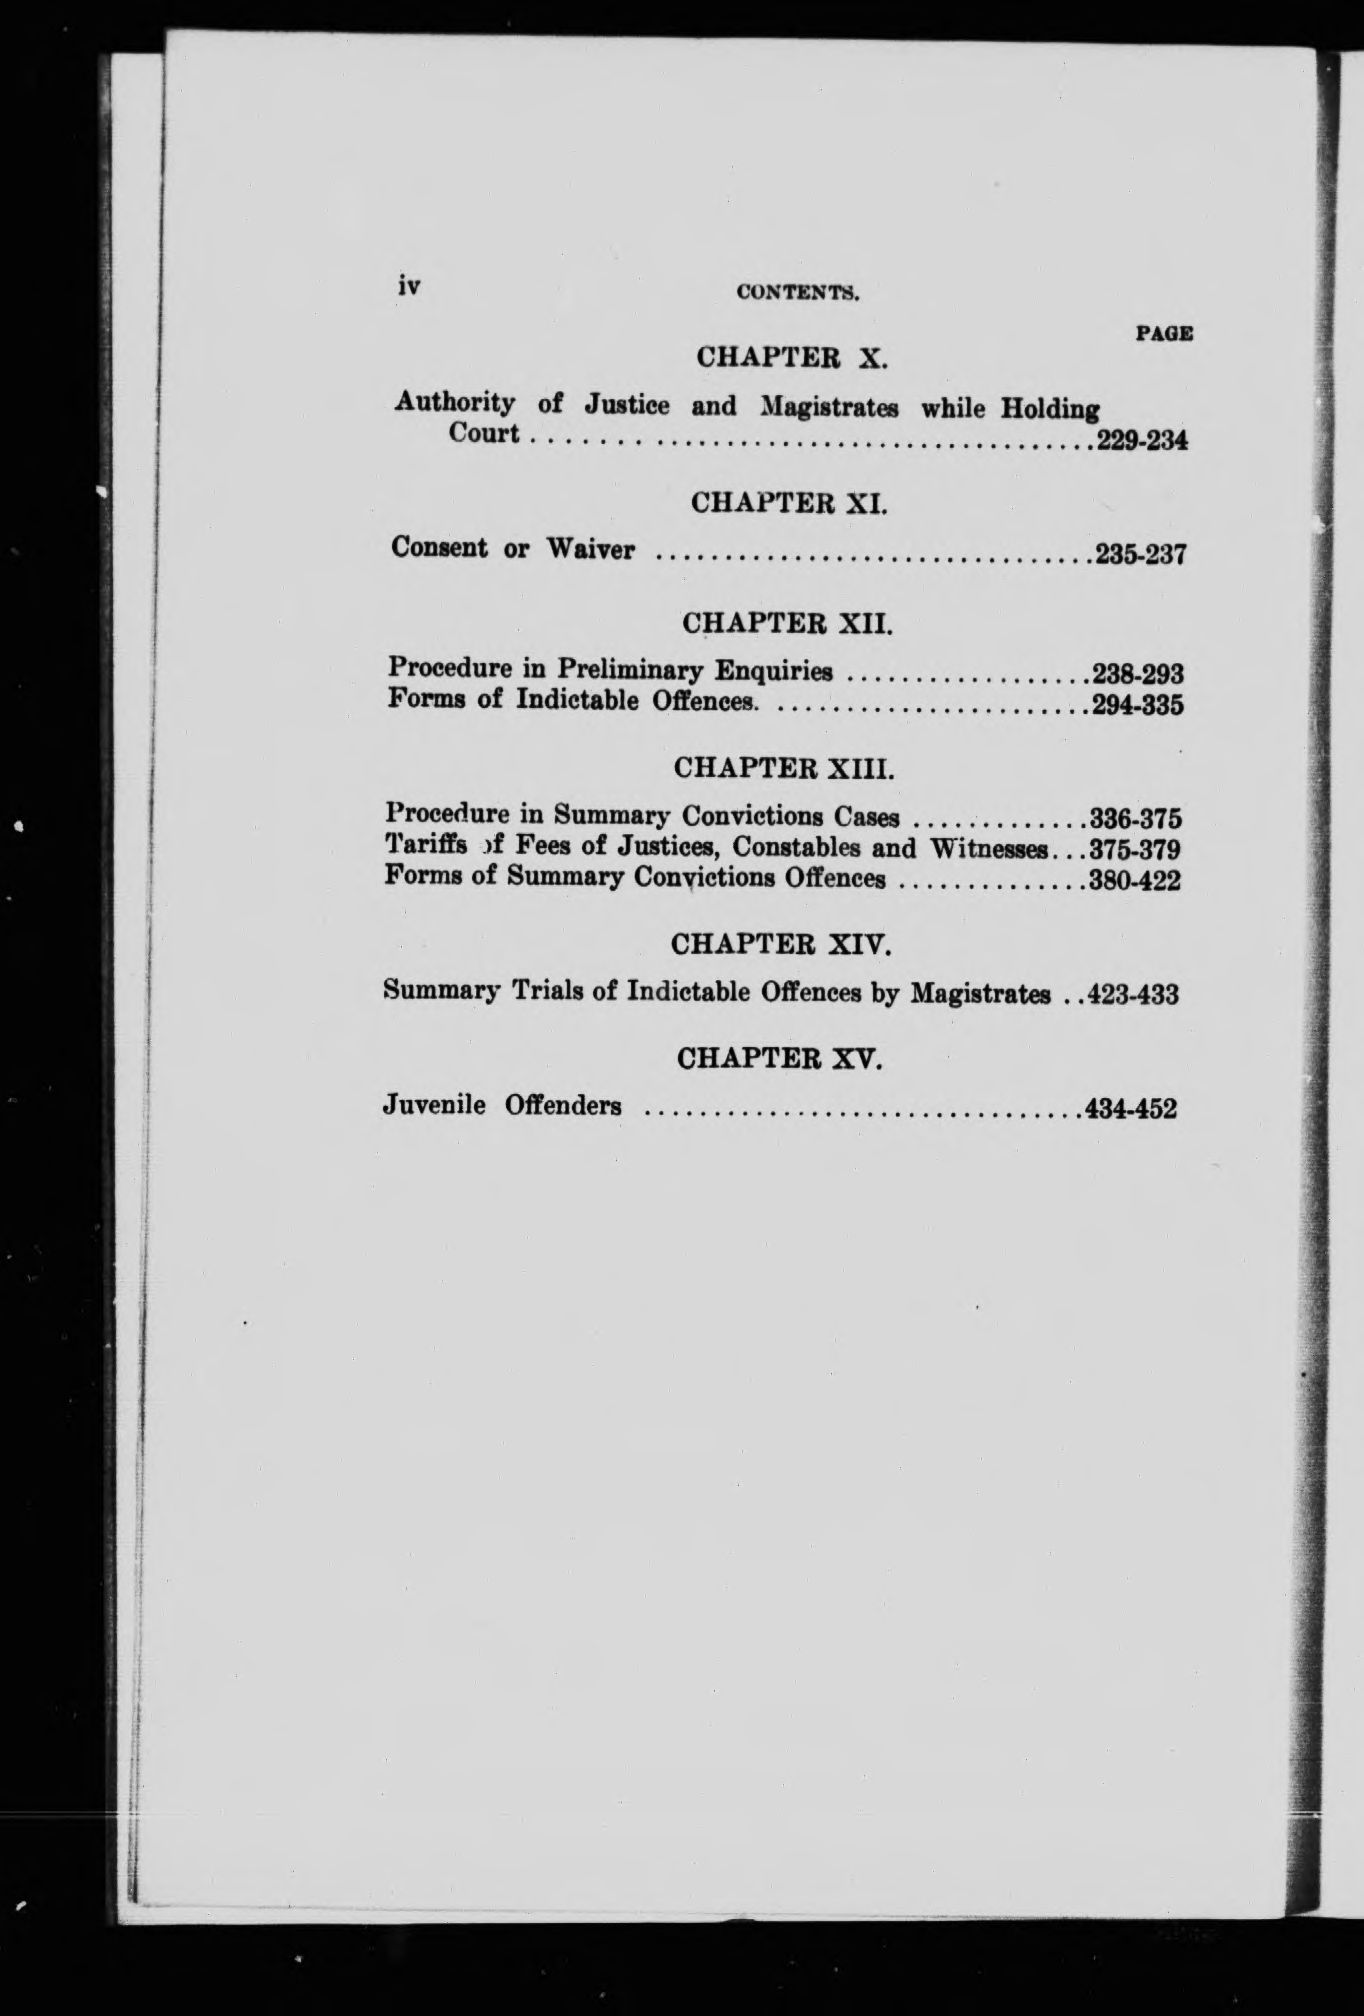 iv
CONTENTS.
PAGE
CHAPTER X.
Authority of Justice and Magistrates while Holding
Court ........................................229-234
CHAPTER XI.
Consent or Waiver ................................235-237
CHAPTER XII.
Procedure in Preliminary Enquiries ..................238-293
Forms of Indictable Offences. .......................294-335
CHAPTER XIII.
Procedure in Summary Convictions Cases .............336-375
Tariffs of Fees of Justices, Constables and Witnesses...375-379
Forms of Summary Convictions Offences ..............380-422
CHAPTER XIV.
Summary Trials of Indictable Offences by Magistrates ..423-433
CHAPTER XV.
Juvenile Offenders ................................434-452